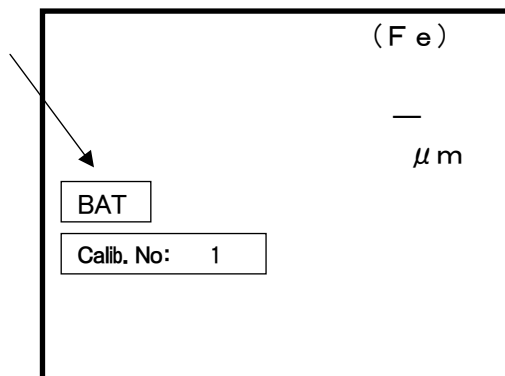 (Fe)
—
μm
BAT
Calib. No: 1